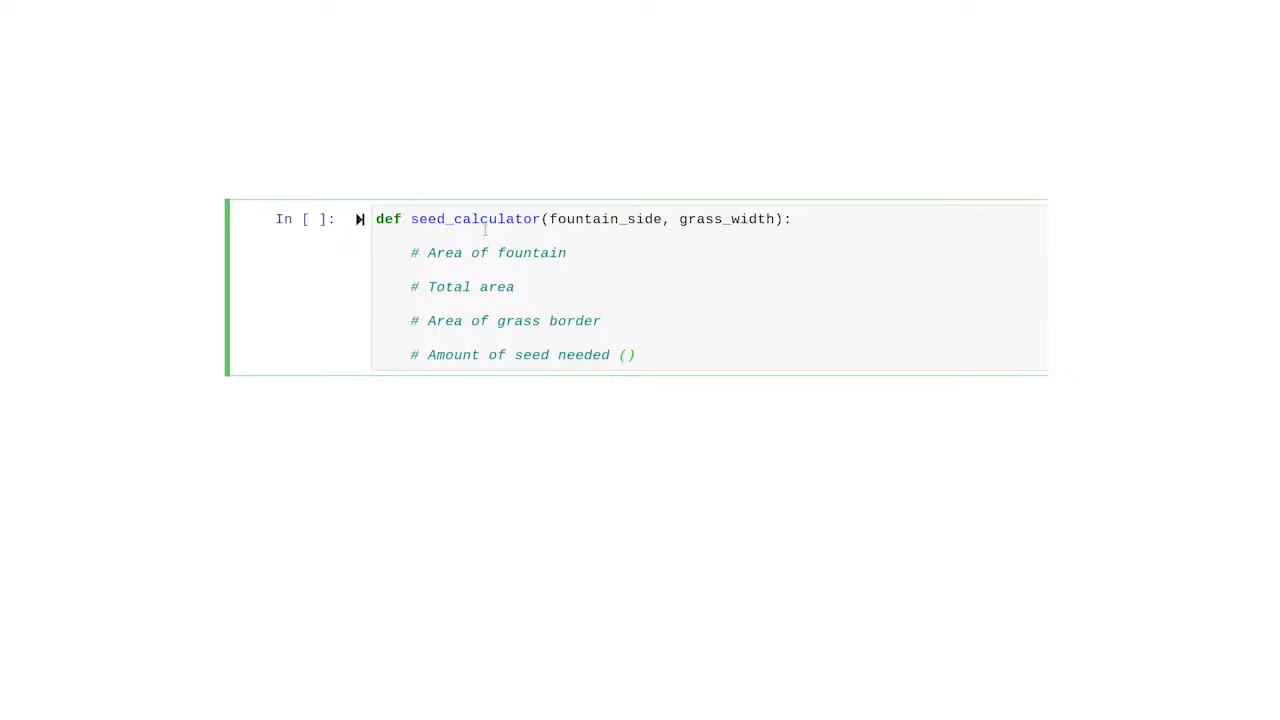 In [ ]: def seed_calculator(fountain_side, grass_width):
# Area of fountain
# Total area
# Area of grass border
# Amount of seed needed ()